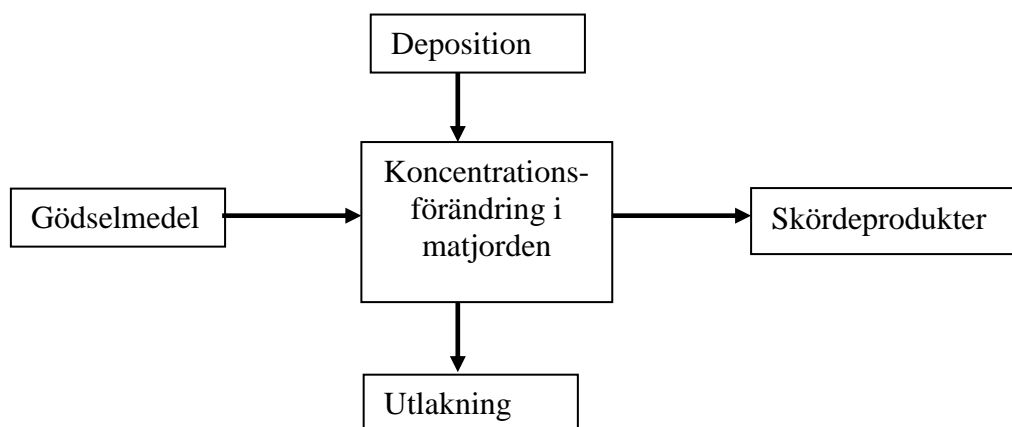 Deposition
Koncentrations-
förändring i
matjorden
Gödselmedel
Skördeprodukter
Utlakning